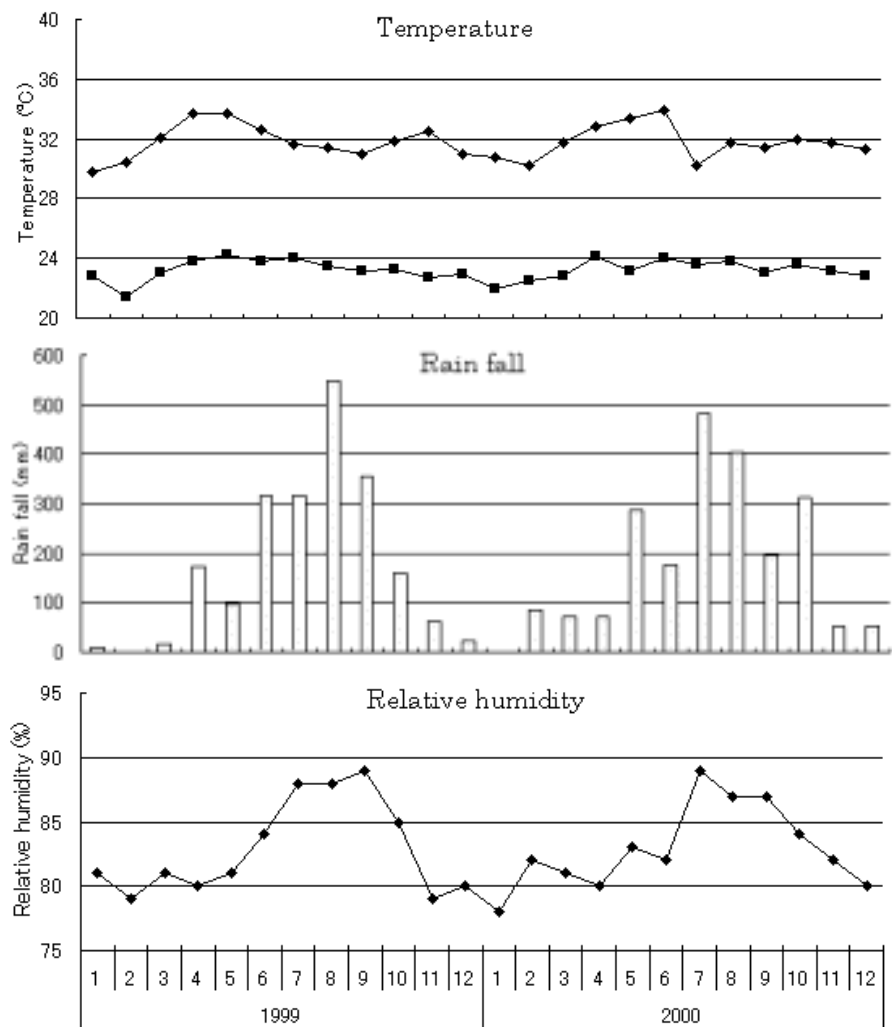 Temperature
Temperature (°C)
40
36
32
28
24
20
Rain fall
Rain fall (mm)
600
500
400
300
200
100
0
Relative humidity
Relative humidity (%)
95
90
85
80
75
1 2 3 4 5 6 7 8 9 10 11 12 1 2 3 4 5 6 7 8 9 10 11 12
1999 2000